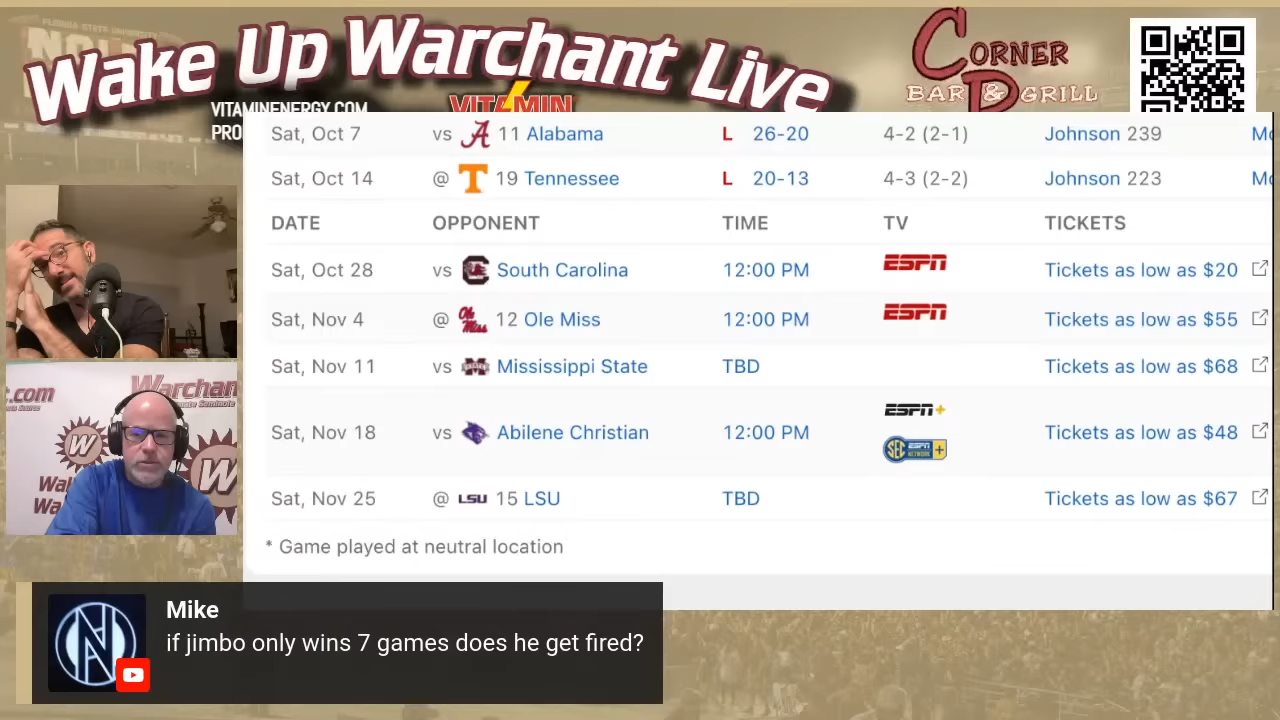 Wake Up Warchant Live
CORNER
BAR & GRILL
VITAMINENERGY.COM
VITAMIN
PRO
Sat, Oct 7 vs 11 Alabama L 26-20 4-2 (2-1) Johnson 239
Sat, Oct 14 @ T 19 Tennessee L 20-13 4-3 (2-2) Johnson 223
DATE OPPONENT TIME TV TICKETS
Sat, Oct 28 vs South Carolina 12:00 PM ESPN Tickets as low as $20
Sat, Nov 4 @ Ole Miss 12 Ole Miss 12:00 PM ESPN Tickets as low as $55
Sat, Nov 11 vs Mississippi State TBD Tickets as low as $68
Sat, Nov 18 vs Abilene Christian 12:00 PM ESPN+ SEC ESPN NETWORK + Tickets as low as $48
Sat, Nov 25 @ LSU 15 LSU TBD Tickets as low as $67
* Game played at neutral location
.com
Warchant
W
W
Mike
if jimbo only wins 7 games does he get fired?